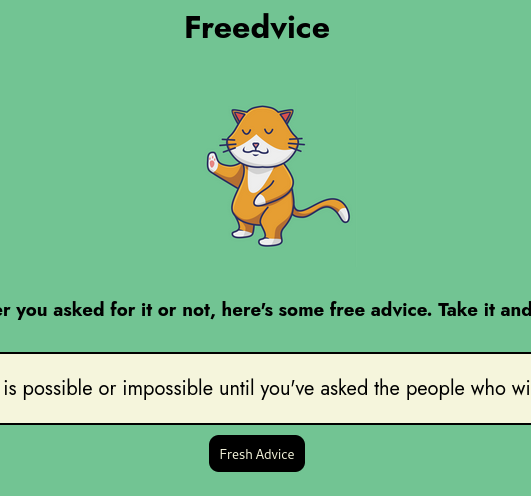 Freedvice
er you asked for it or not, here's some free advice. Take it and
is possible or impossible until you've asked the people who wi
Fresh Advice